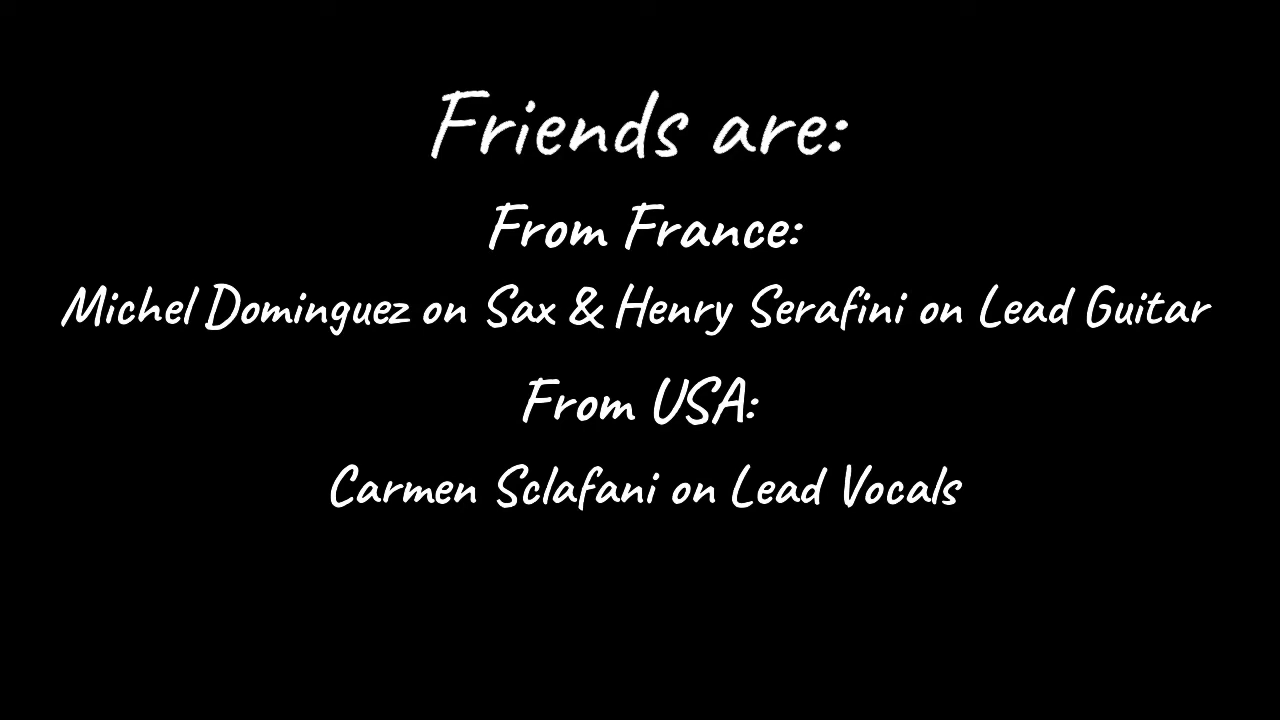 Friends are:
From France:
Michel Dominguez on Sax & Henry Serafini on Lead Guitar
From USA:
Carmen Sclafani on Lead Vocals